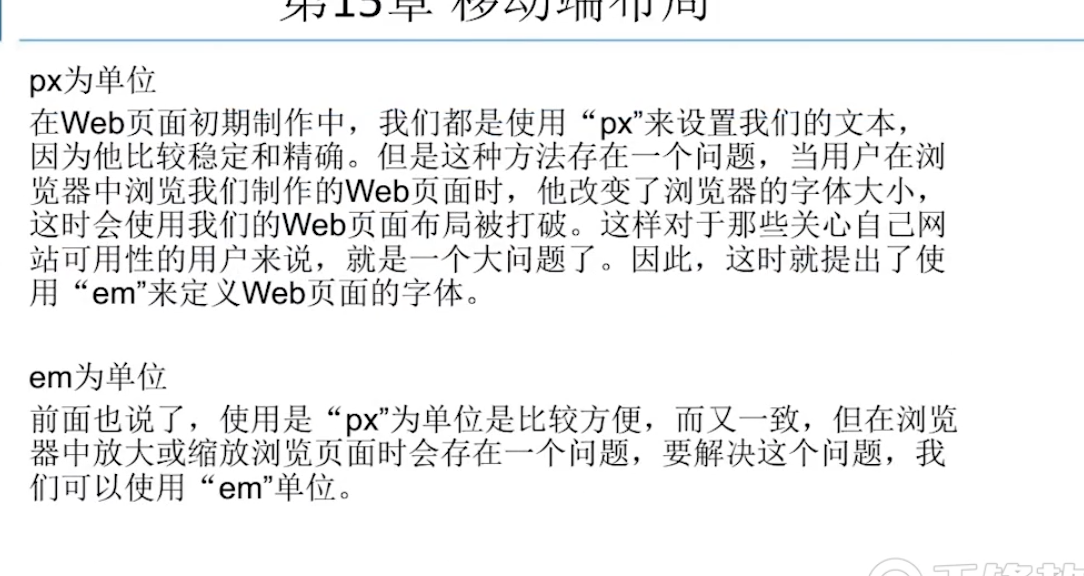 第15章 移动端布局
px为单位
在Web页面初期制作中，我们都是使用“px”来设置我们的文本，
因为他比较稳定和精确。但是这种方法存在一个问题，当用户在浏
览器中浏览我们制作的Web页面时，他改变了浏览器的字体大小，
这时会使用我们的Web页面布局被打破。这样对于那些关心自己网
站可用性的用户来说，就是一个大问题了。因此，这时就提出了使
用“em”来定义Web页面的字体。
em为单位
前面也说了，使用是“px”为单位是比较方便，而又一致，但在浏览
器中放大或缩放浏览页面时会存在一个问题，要解决这个问题，我
们可以使用“em”单位。